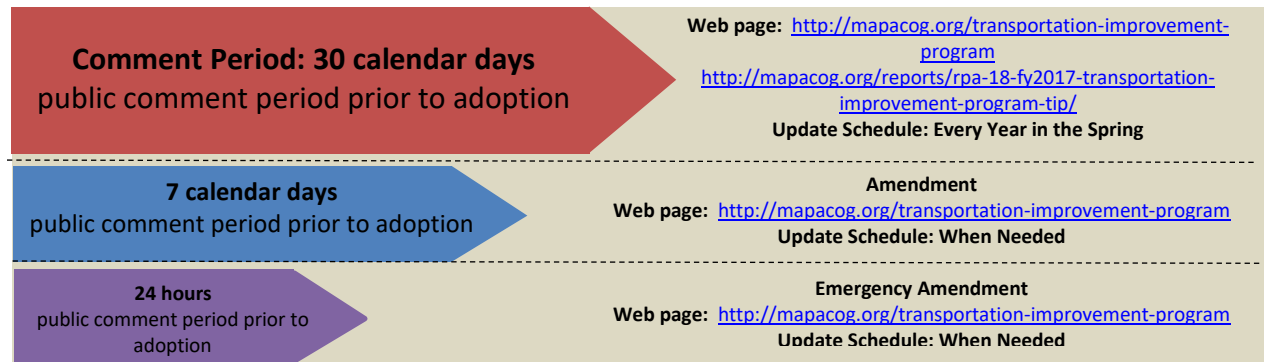 Comment Period: 30 calendar days
public comment period prior to adoption
Web page: http://mapacog.org/transportation-improvement-
program
http://mapacog.org/reports/rpa-18-fy2017-transportation-
improvement-program-tip/
Update Schedule: Every Year in the Spring
7 calendar days
public comment period prior to adoption
Amendment
Web page: http://mapacog.org/transportation-improvement-program
Update Schedule: When Needed
24 hours
public comment period prior to
adoption
Emergency Amendment
Web page: http://mapacog.org/transportation-improvement-program
Update Schedule: When Needed